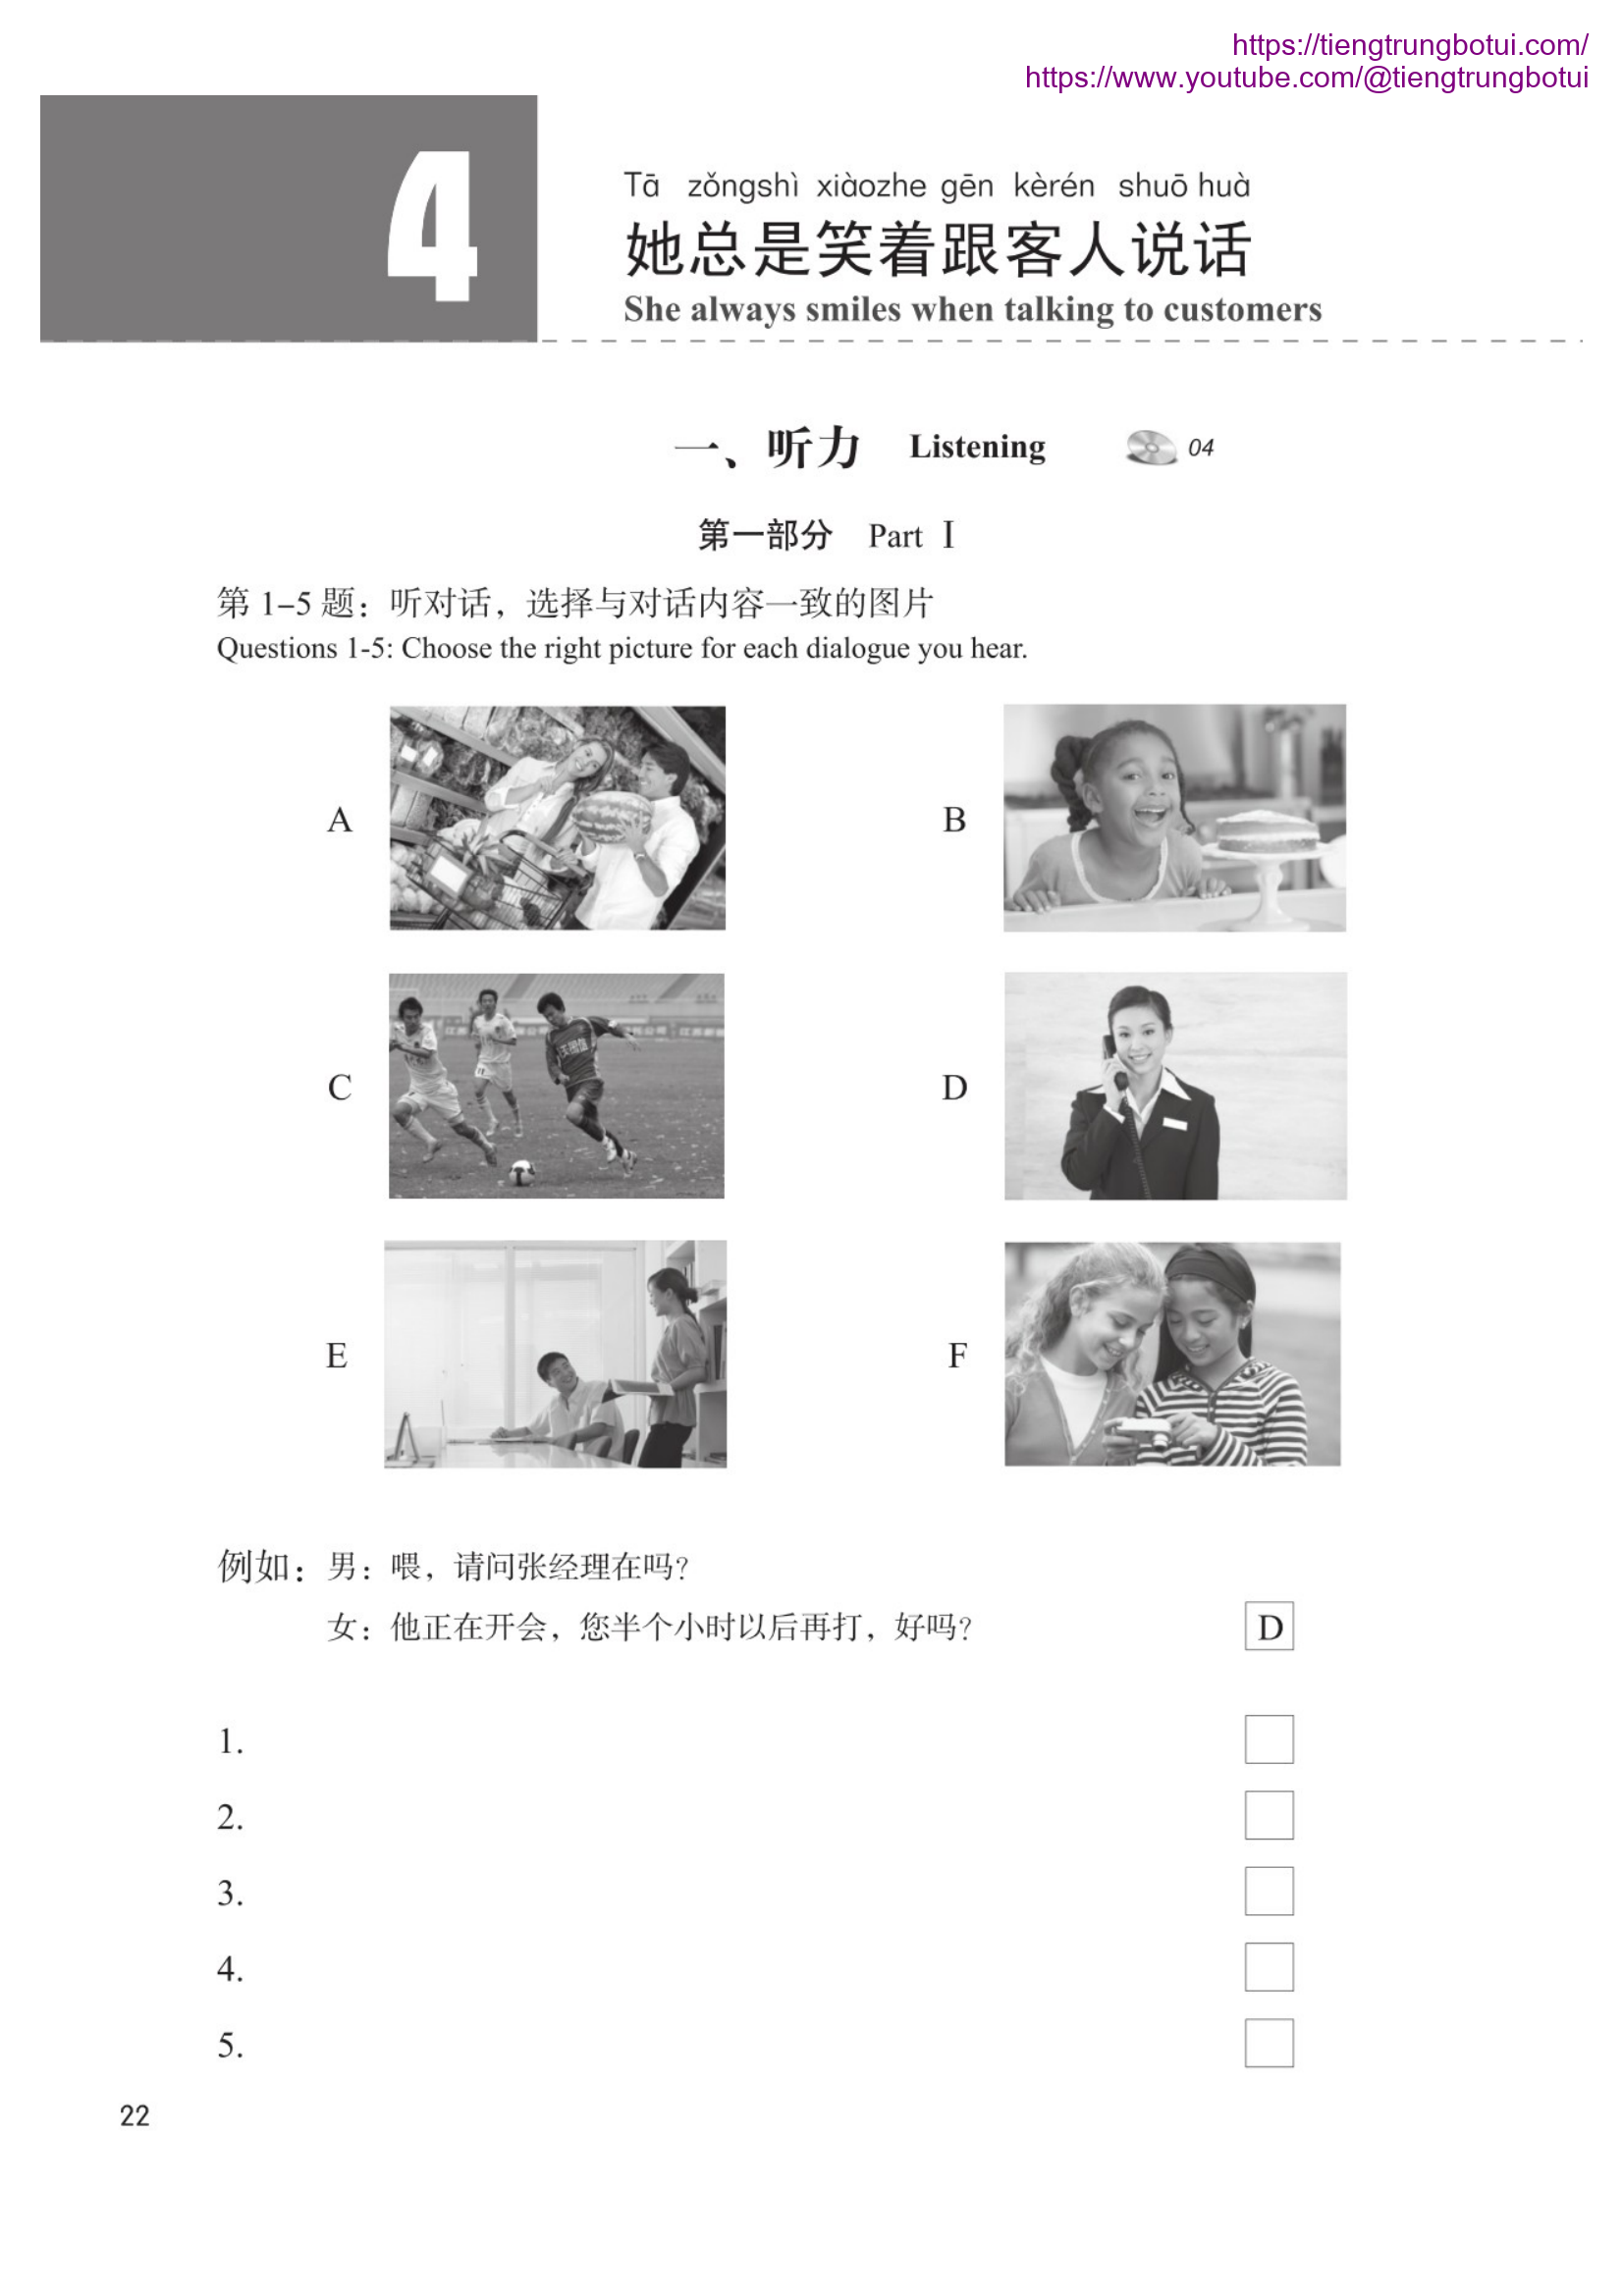 https://tiengtrungbotui.com/
https://www.youtube.com/@tiengtrungbotui
4
Tā zǒngshì xiàozhe gēn kèrén shuō huà
她总是笑着跟客人说话
She always smiles when talking to customers
一、听力 Listening 04
第一部分 Part Ⅰ
第 1–5 题：听对话，选择与对话内容一致的图片
Questions 1-5: Choose the right picture for each dialogue you hear.
A
B
C
D
E
F
例如：男：喂，请问张经理在吗？
女：他正在开会，您半个小时以后再打，好吗？ D
1.
2.
3.
4.
5.
22